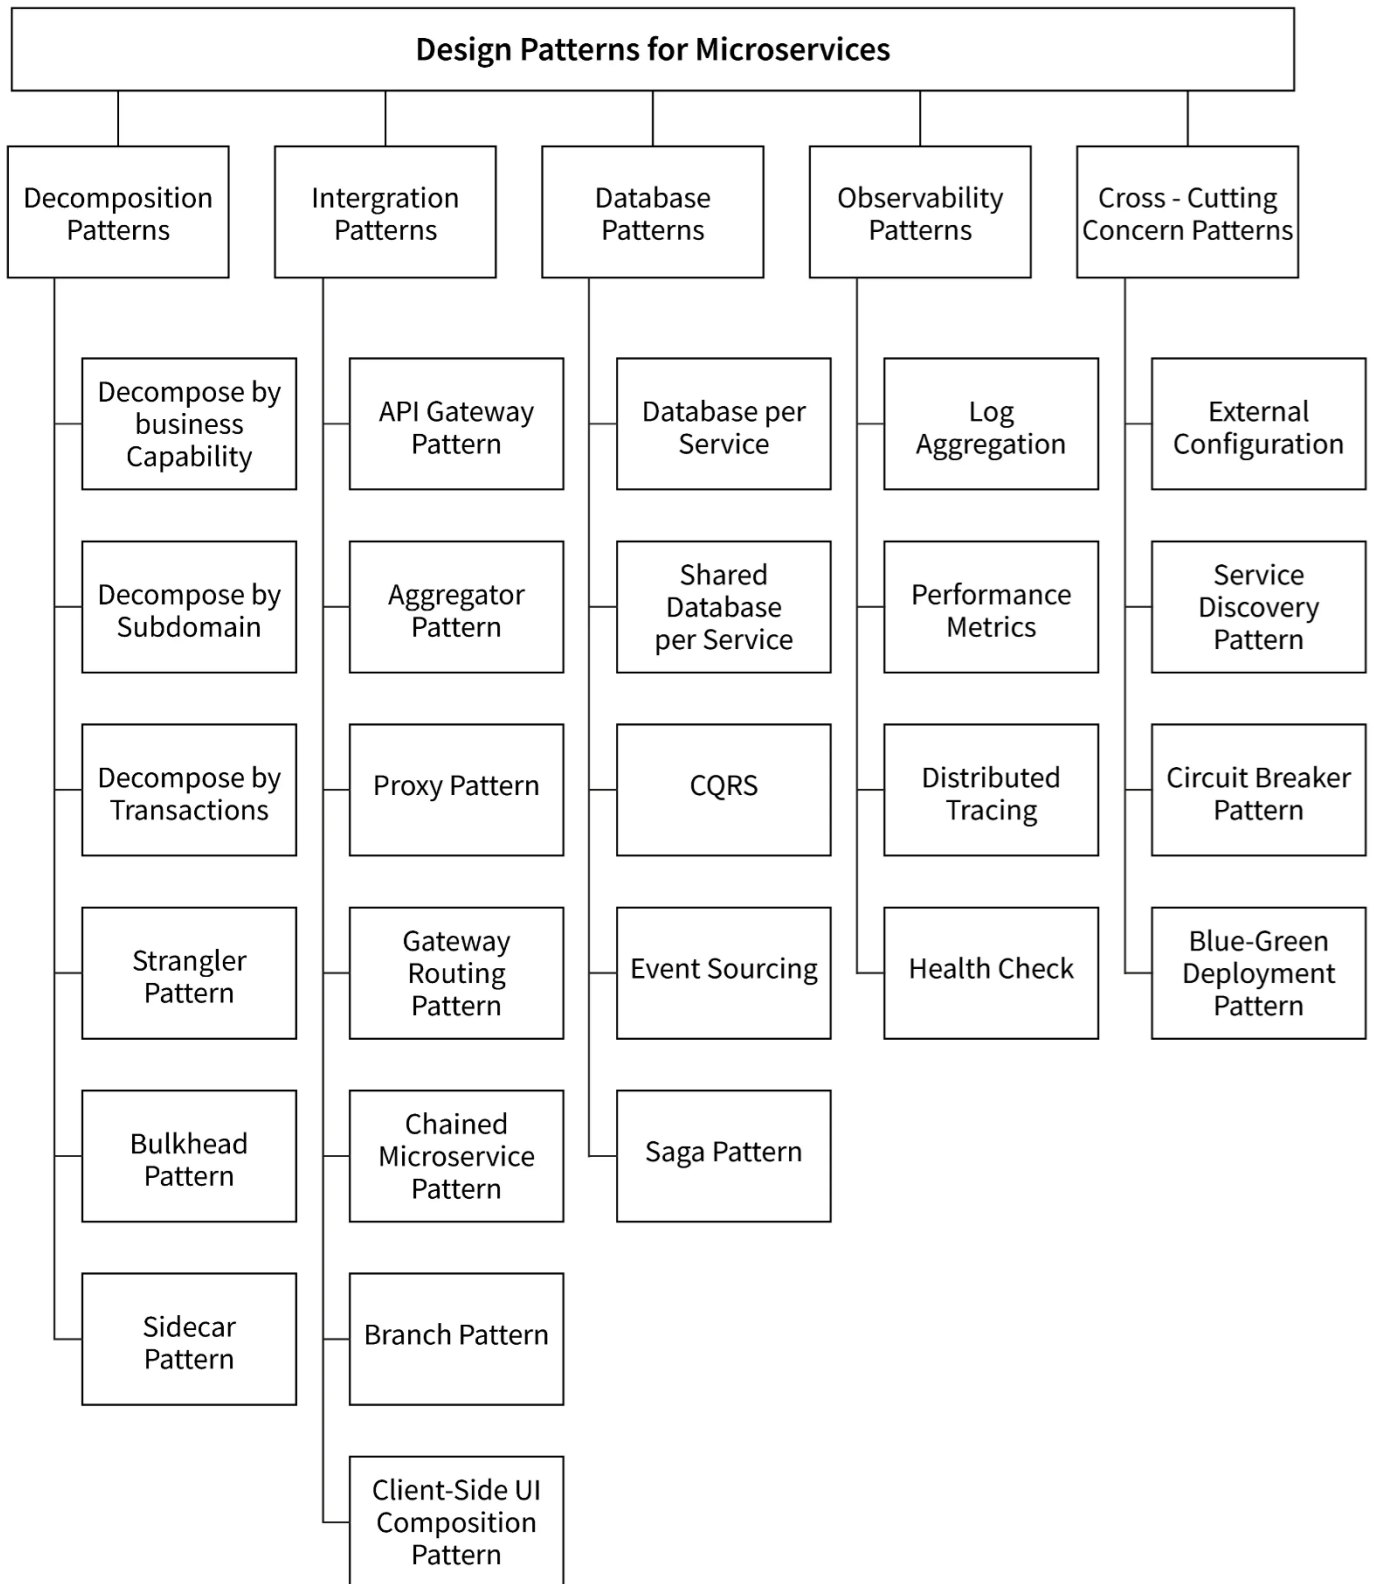 Design Patterns for Microservices
Decomposition
Patterns
Intergration
Patterns
Database
Patterns
Observability
Patterns
Cross - Cutting
Concern Patterns
Decompose by
business
Capability
Decompose by
Subdomain
Decompose by
Transactions
Strangler
Pattern
Bulkhead
Pattern
Sidecar
Pattern
API Gateway
Pattern
Aggregator
Pattern
Proxy Pattern
Gateway
Routing
Pattern
Chained
Microservice
Pattern
Branch Pattern
Client-Side UI
Composition
Pattern
Database per
Service
Shared
Database
per Service
CQRS
Event Sourcing
Saga Pattern
Log
Aggregation
Performance
Metrics
Distributed
Tracing
Health Check
External
Configuration
Service
Discovery
Pattern
Circuit Breaker
Pattern
Blue-Green
Deployment
Pattern